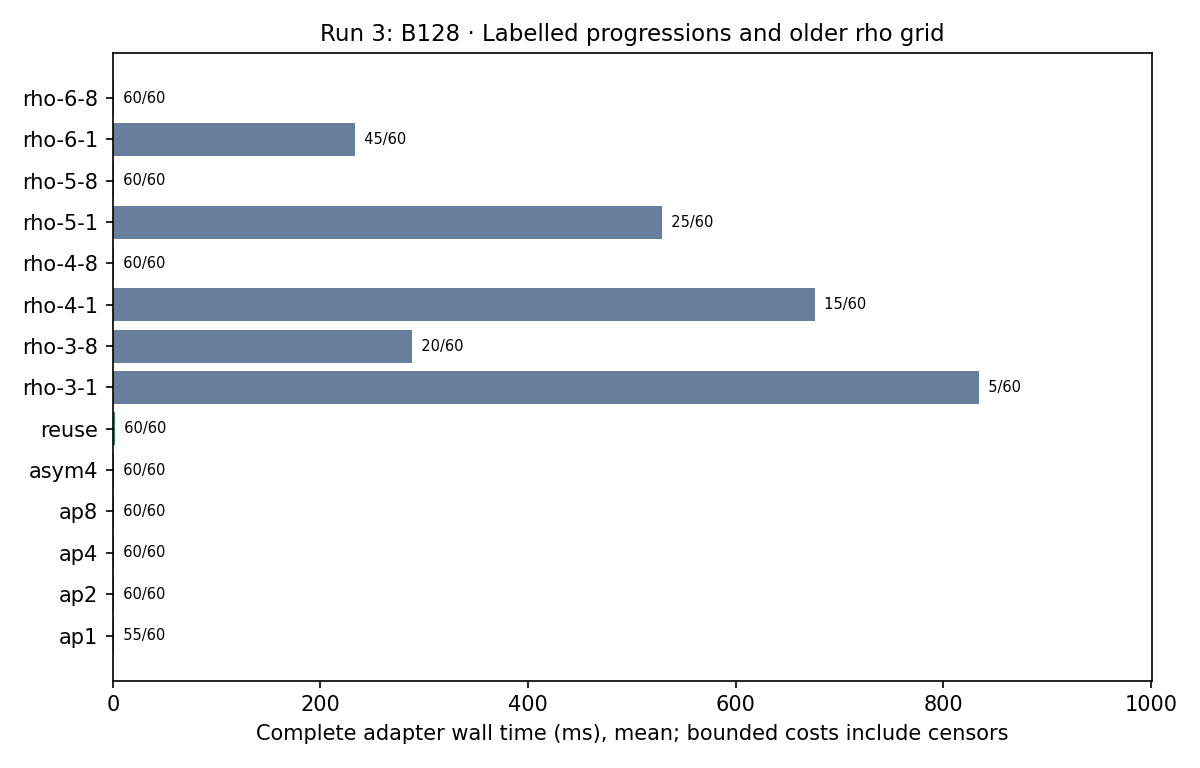 Run 3: B128 · Labelled progressions and older rho grid
rho-6-8 60/60
rho-6-1 45/60
rho-5-8 60/60
rho-5-1 25/60
rho-4-8 60/60
rho-4-1 15/60
rho-3-8 20/60
rho-3-1 5/60
reuse 60/60
asym4 60/60
ap8 60/60
ap4 60/60
ap2 60/60
ap1 55/60
0 200 400 600 800 1000
Complete adapter wall time (ms), mean; bounded costs include censors